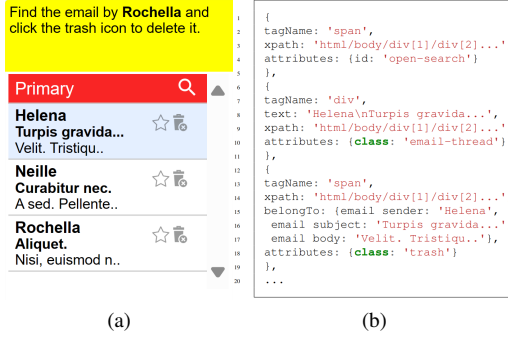 Find the email by Rochella and
click the trash icon to delete it.
Primary
Helena
Turpis gravida...
Velit. Tristiqu..
Neille
Curabitur nec.
A sed. Pellente..
Rochella
Aliquet.
Nisi, euismod n..
(a)
1 {
2 tagName: 'span',
3 xpath: 'html/body/div[1]/div[2]...'
4 attributes: {id: 'open-search'}
5 },
6 {
7 tagName: 'div',
8 text: 'Helena\nTurpis gravida...',
9 xpath: 'html/body/div[1]/div[2]...'
10 attributes: {class: 'email-thread'}
11 },
12 {
13 tagName: 'span',
14 xpath: 'html/body/div[1]/div[2]...'
15 belongTo: {email sender: 'Helena',
16 email subject: 'Turpis gravida...'
17 email body: 'Velit. Tristiqu..'},
18 attributes: {class: 'trash'}
19 },
20 ...
(b)